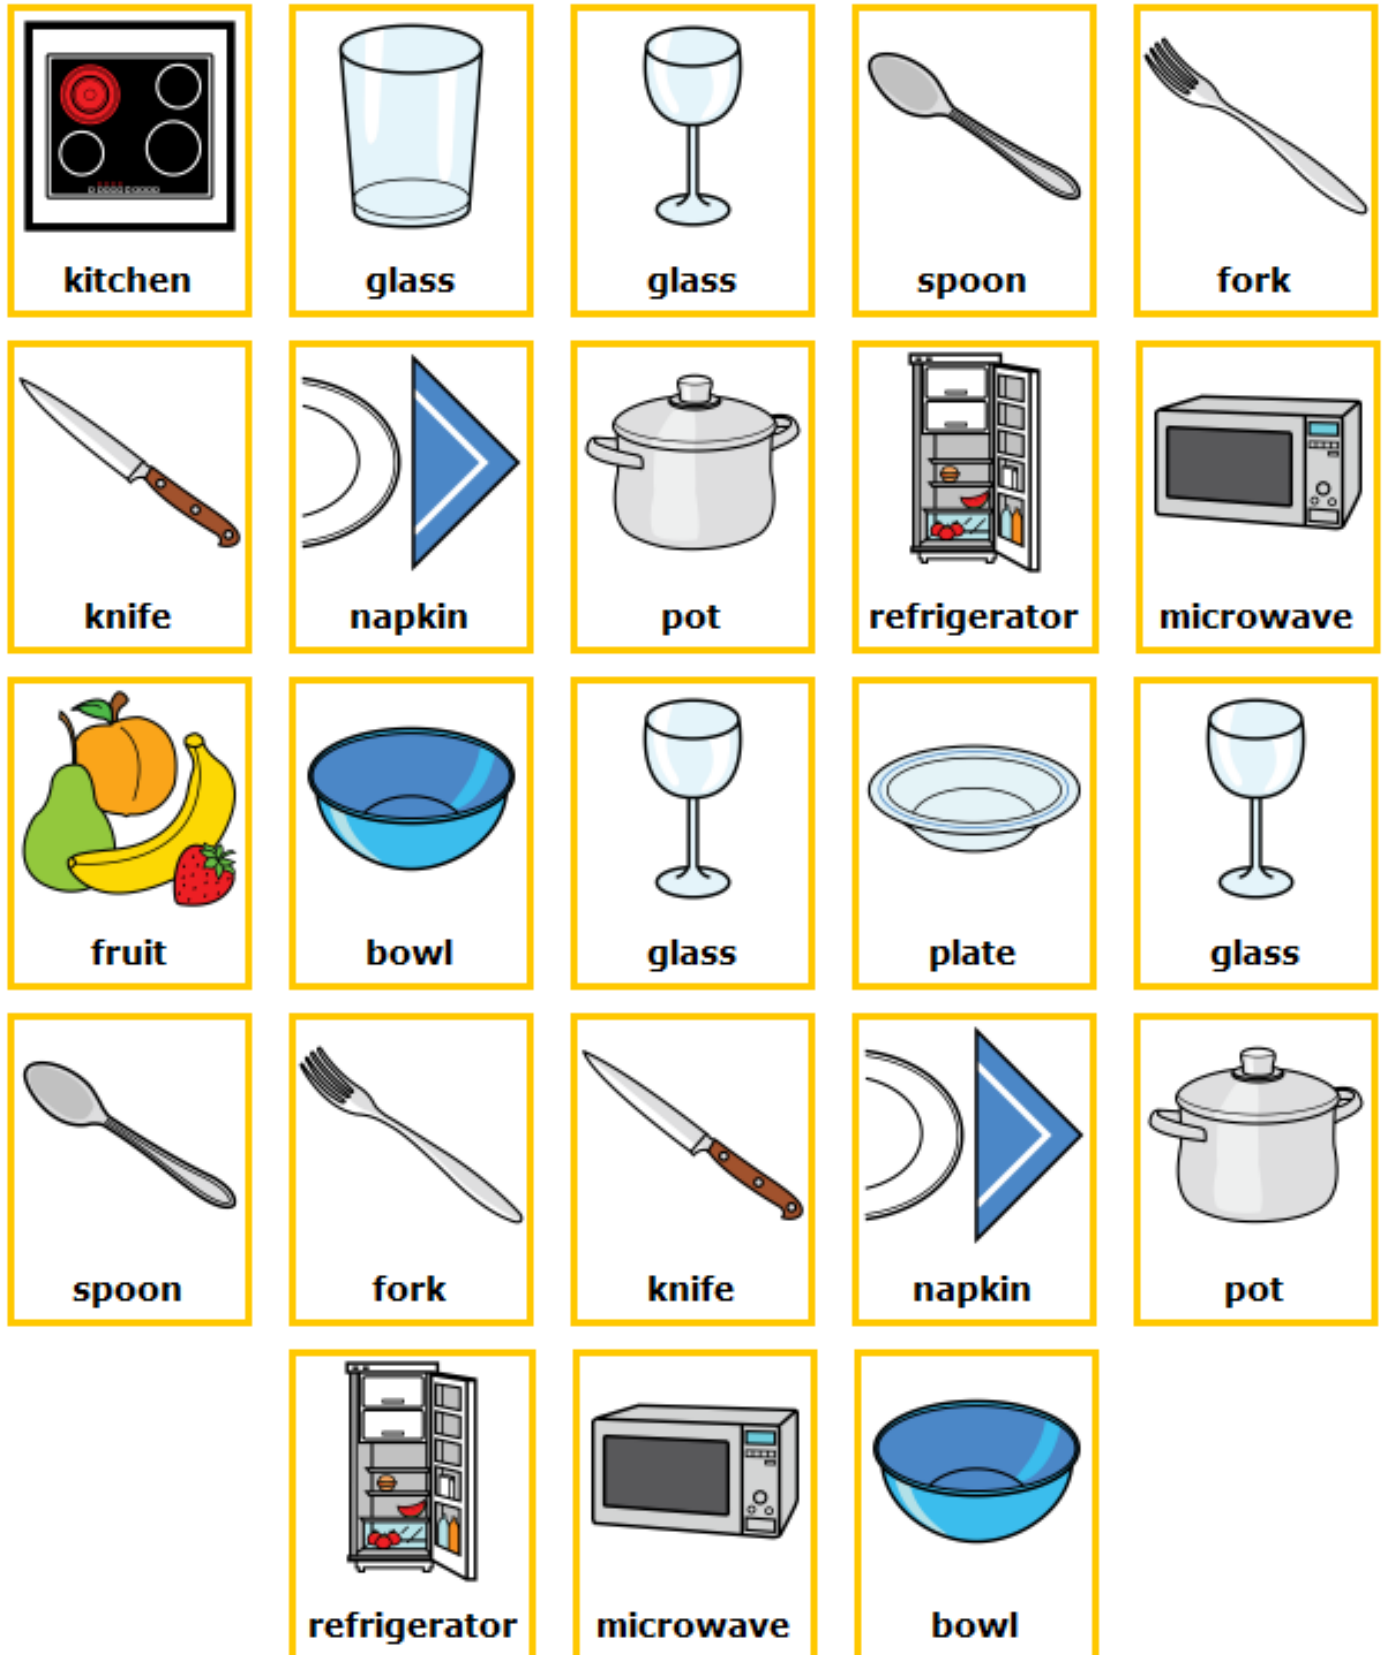 kitchen glass glass spoon fork
knife napkin pot refrigerator microwave
fruit bowl glass plate glass
spoon fork knife napkin pot
refrigerator microwave bowl